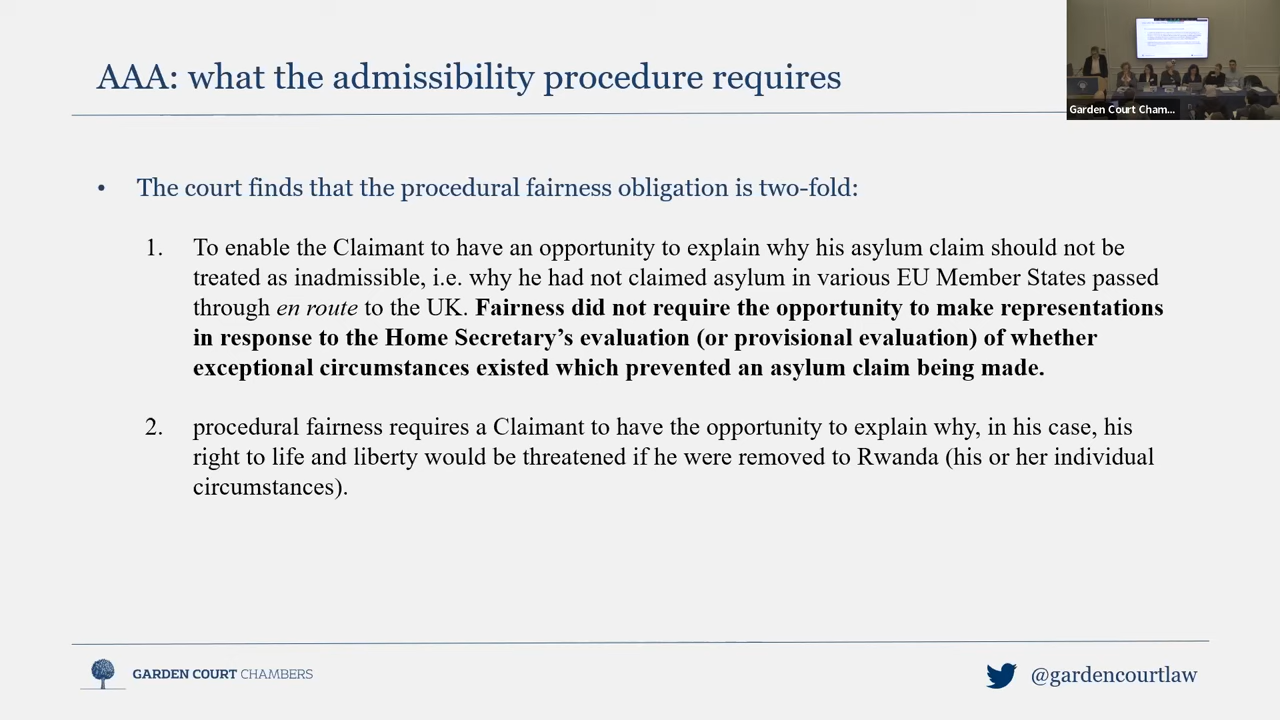 AAA: what the admissibility procedure requires
Garden Court Cham...
• The court finds that the procedural fairness obligation is two-fold:
1. To enable the Claimant to have an opportunity to explain why his asylum claim should not be
treated as inadmissible, i.e. why he had not claimed asylum in various EU Member States passed
through en route to the UK. Fairness did not require the opportunity to make representations
in response to the Home Secretary’s evaluation (or provisional evaluation) of whether
exceptional circumstances existed which prevented an asylum claim being made.
2. procedural fairness requires a Claimant to have the opportunity to explain why, in his case, his
right to life and liberty would be threatened if he were removed to Rwanda (his or her individual
circumstances).
GARDEN COURT CHAMBERS
@gardencourtlaw